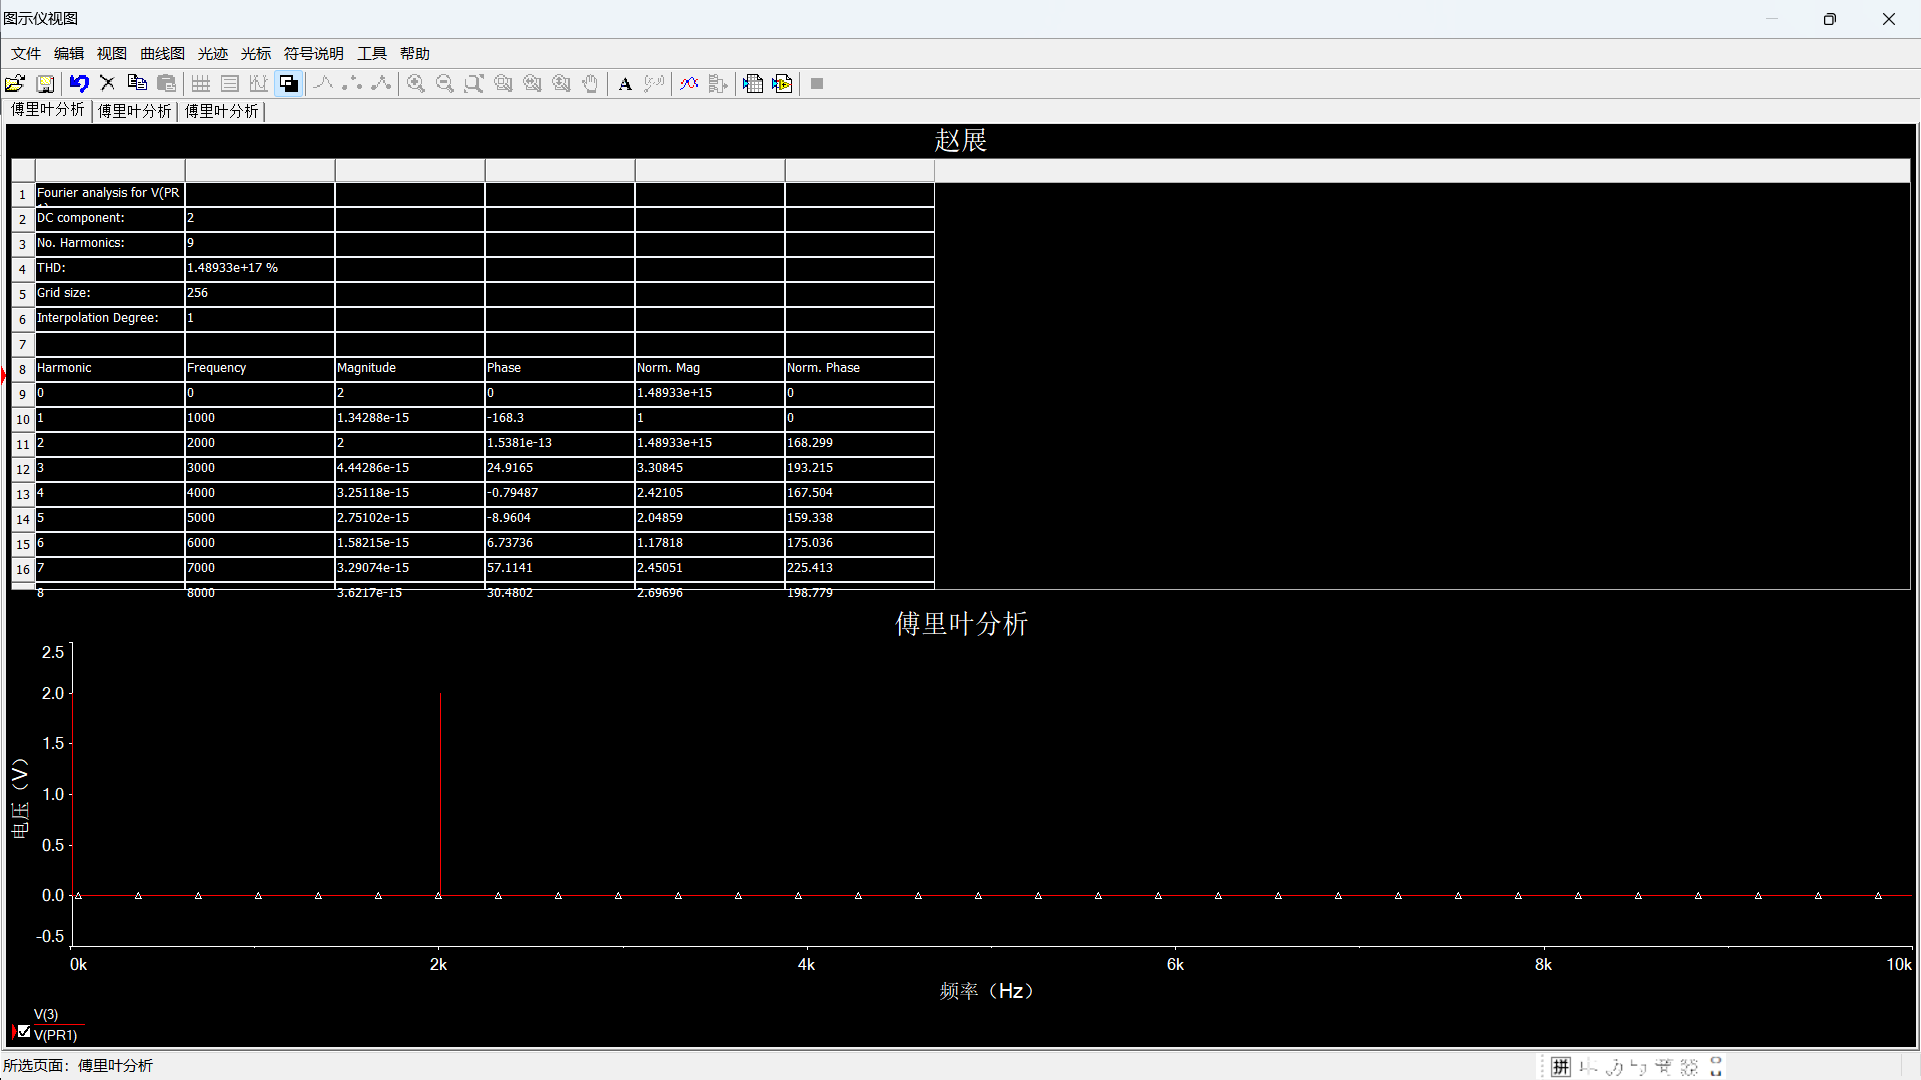 图示仪视图
文件 编辑 视图 曲线图 光迹 光标 符号说明 工具 帮助
傅里叶分析 傅里叶分析 傅里叶分析
赵展
1 Fourier analysis for V(PR
2 DC component: 2
3 No. Harmonics: 9
4 THD: 1.48933e+17 %
5 Grid size: 256
6 Interpolation Degree: 1
7
8 Harmonic Frequency Magnitude Phase Norm. Mag Norm. Phase
9 0 0 2 0 1.48933e+15 0
10 1 1000 1.34288e-15 -168.3 1 0
11 2 2000 2 1.5381e-13 1.48933e+15 168.299
12 3 3000 4.44286e-15 24.9165 3.30845 193.215
13 4 4000 3.25118e-15 -0.79487 2.42105 167.504
14 5 5000 2.75102e-15 -8.9604 2.04859 159.338
15 6 6000 1.58215e-15 6.73736 1.17818 175.036
16 7 7000 3.29074e-15 57.1141 2.45051 225.413
8 8000 3.6217e-15 30.4802 2.69696 198.779
傅里叶分析
2.5
2.0
1.5
1.0
0.5
0.0
-0.5
电压（V）
0k 2k 4k 6k 8k 10k
频率（Hz）
V(3)
V(PR1)
所选页面：傅里叶分析
拼